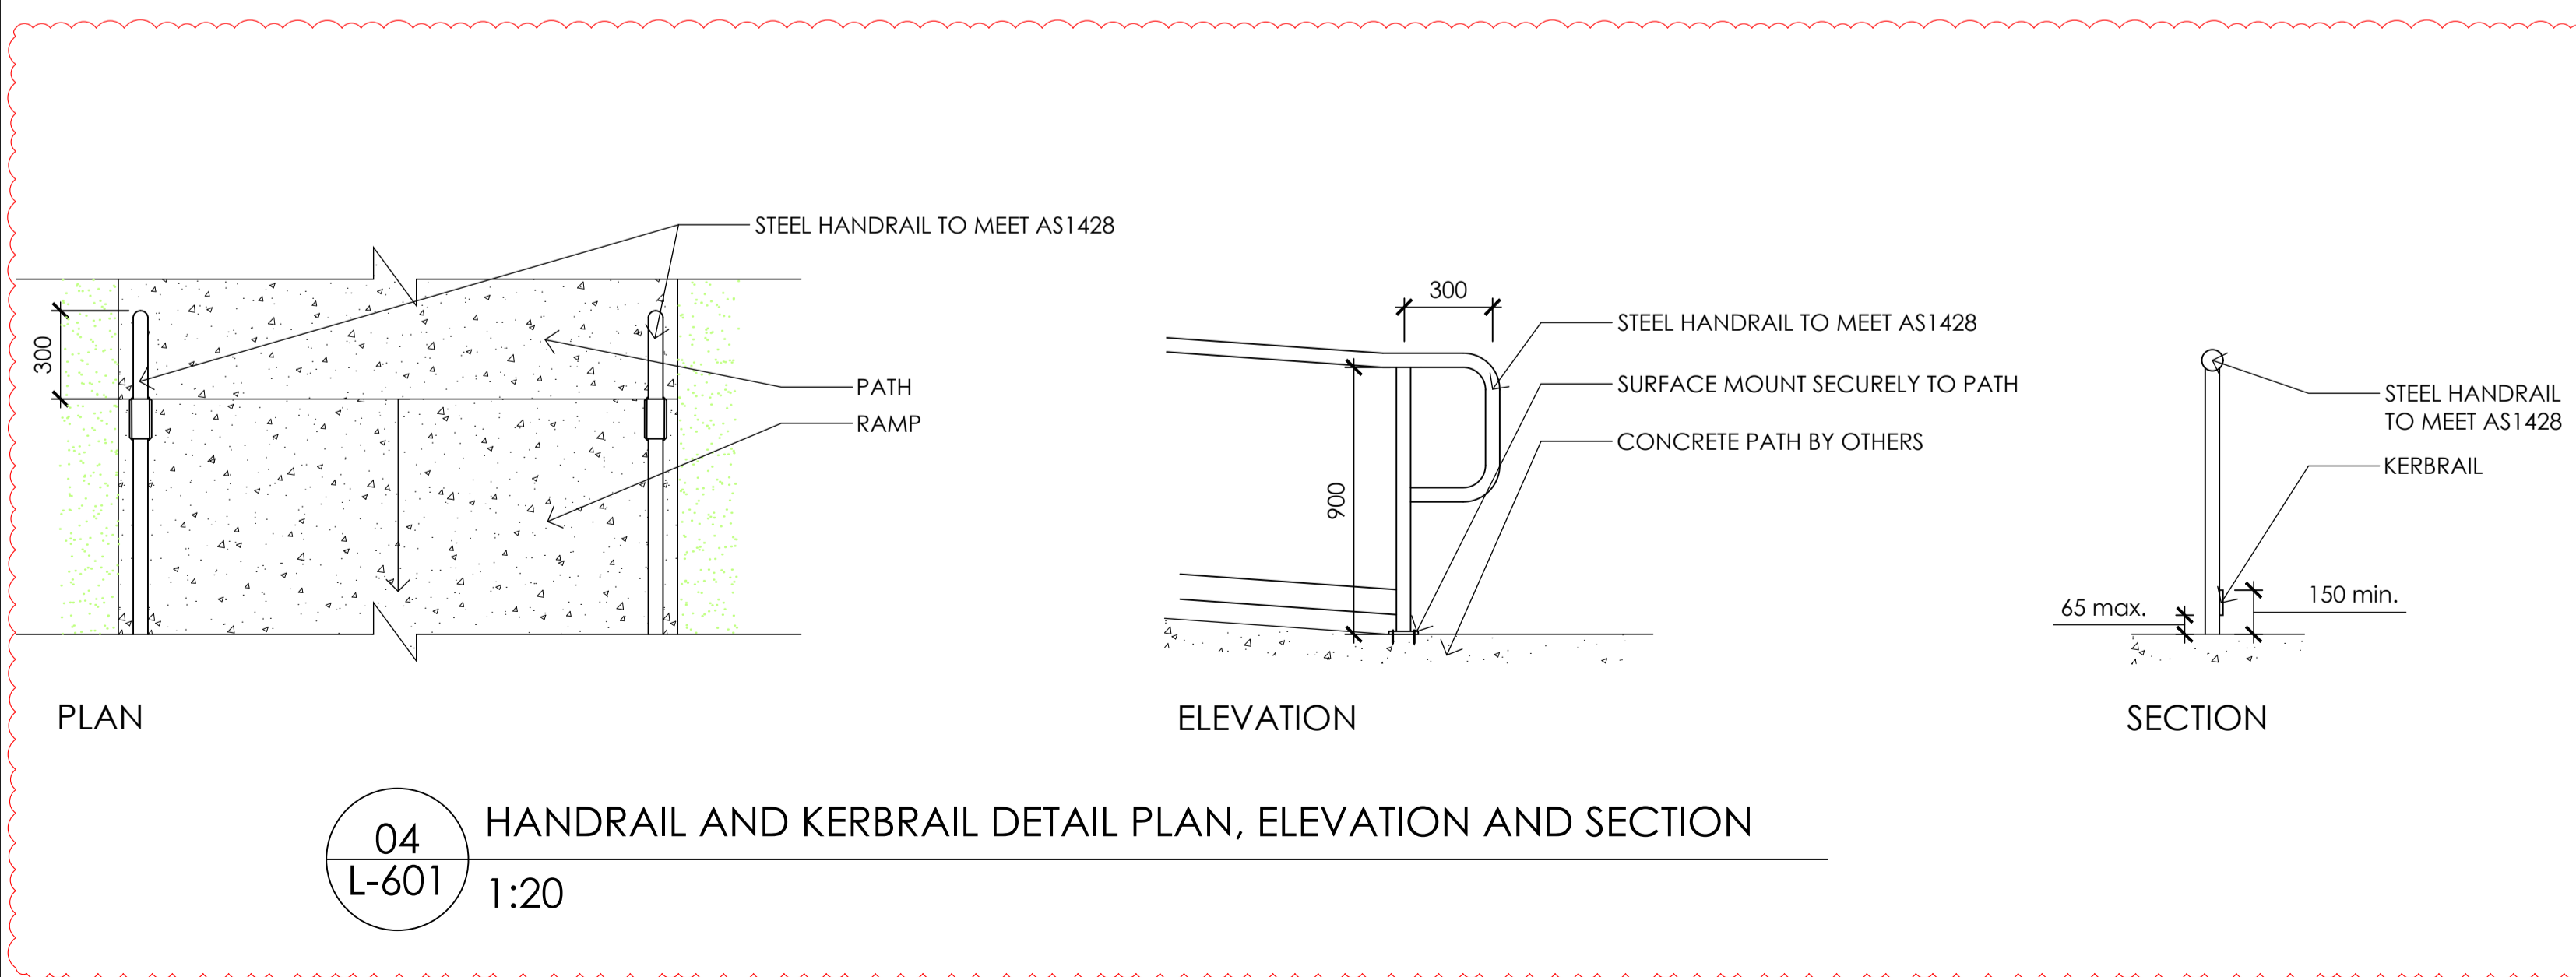 STEEL HANDRAIL TO MEET AS1428
300
PATH
RAMP
PLAN
300
STEEL HANDRAIL TO MEET AS1428
SURFACE MOUNT SECURELY TO PATH
CONCRETE PATH BY OTHERS
900
ELEVATION
STEEL HANDRAIL
TO MEET AS1428
KERBRAIL
65 max.
150 min.
SECTION
04
L-601
HANDRAIL AND KERBRAIL DETAIL PLAN, ELEVATION AND SECTION
1:20